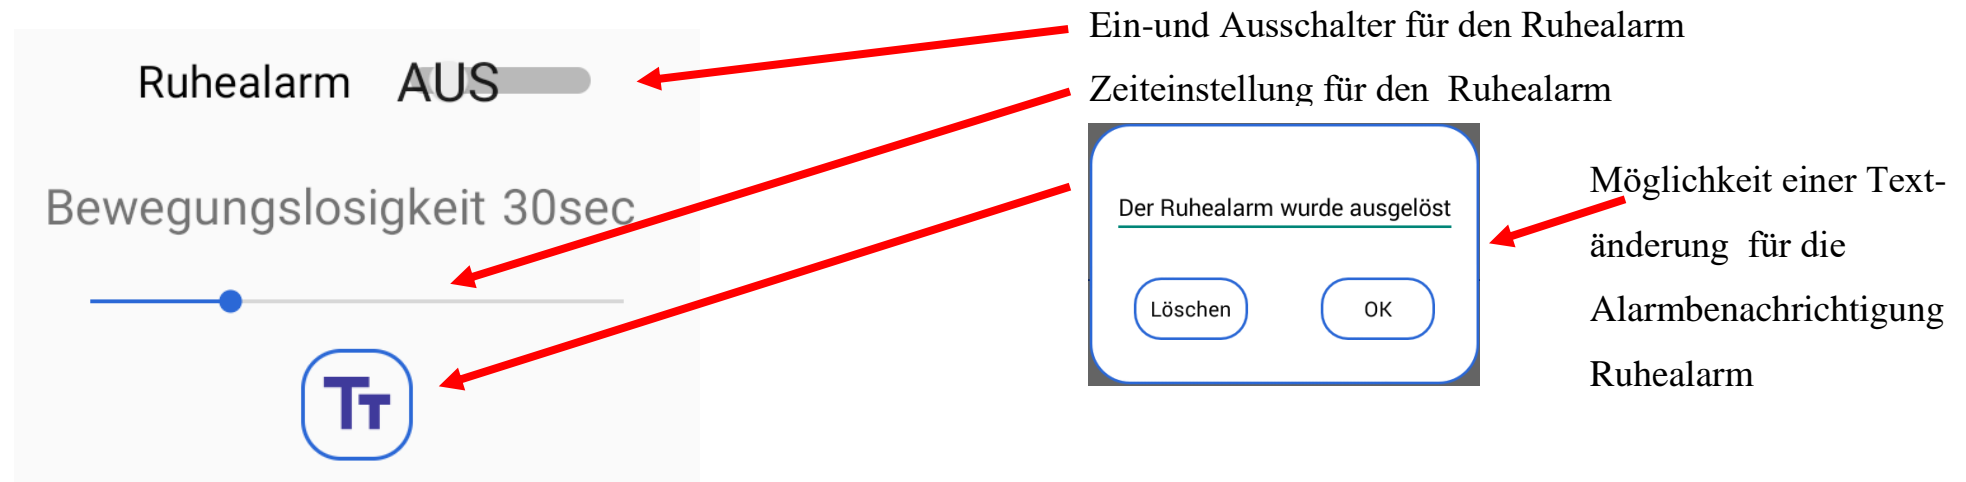 Ein-und Ausschalter für den Ruhealarm
Ruhealarm AUS
Zeiteinstellung für den Ruhealarm
Bewegungslosigkeit 30sec
Tt
Der Ruhealarm wurde ausgelöst
Löschen OK
Möglichkeit einer Text-
änderung für die
Alarmbenachrichtigung
Ruhealarm